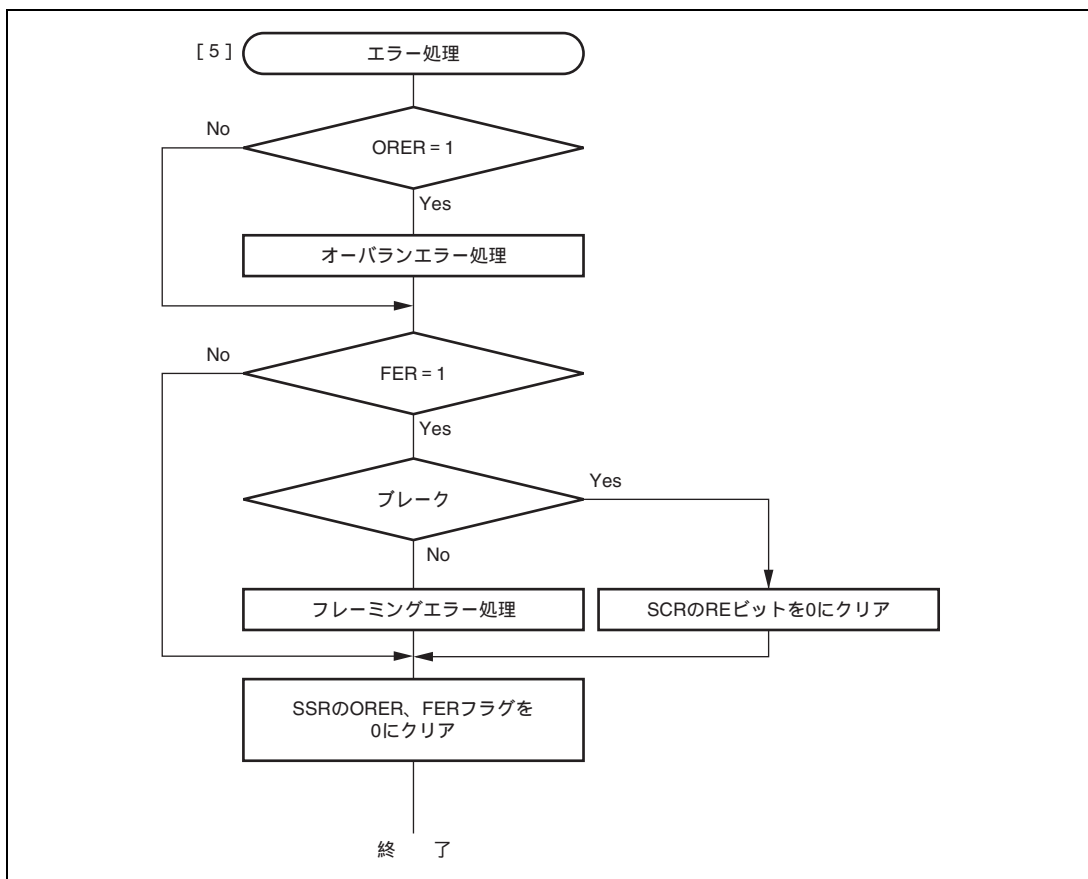 [ 5 ]
エラー処理
No
ORER = 1
Yes
オーバランエラー処理
No
FER = 1
Yes
Yes
ブレーク
No
フレーミングエラー処理
SCRのREビットを0にクリア
SSRのORER、FERフラグを
0にクリア
終 了